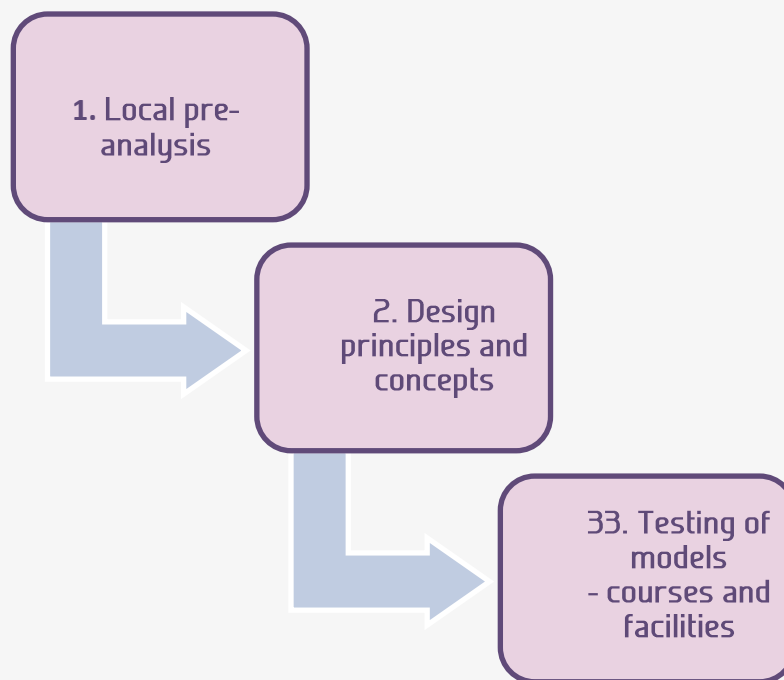 1. Local pre-
analysis
2. Design
principles and
concepts
33. Testing of
models
- courses and
facilities